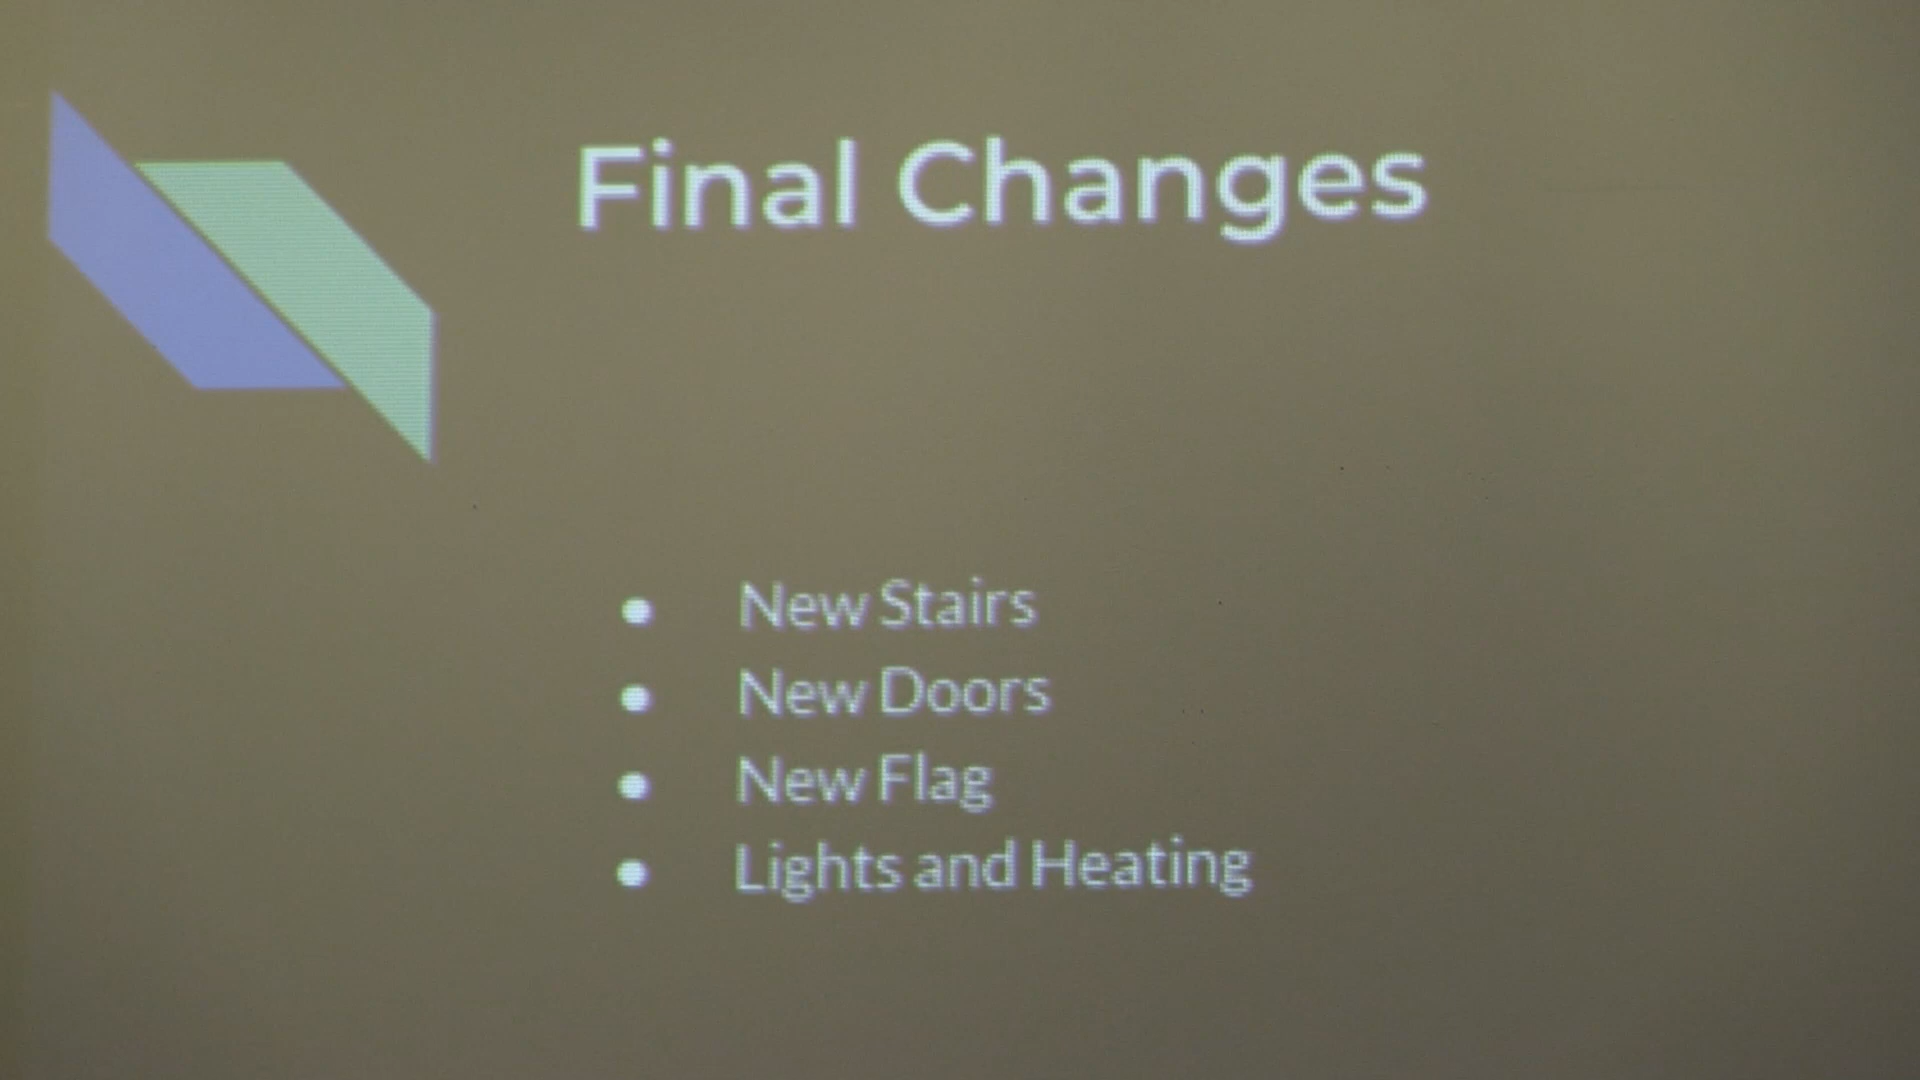 Final Changes
● New Stairs
● New Doors
● New Flag
● Lights and Heating